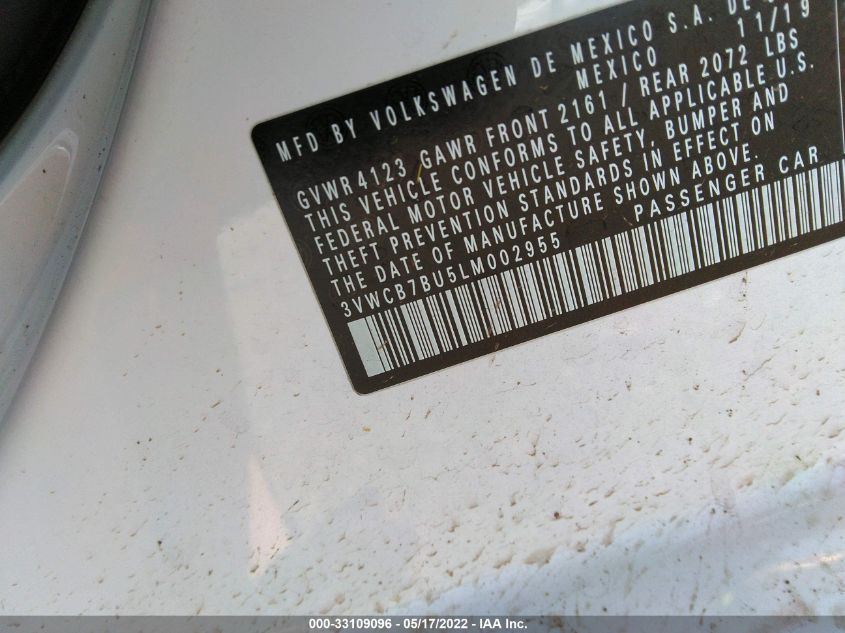 MFD BY VOLKSWAGEN DE MEXICO S.A. DE
MEXICO 11/19
GVWR 4123 GAWR FRONT 2161 / REAR 2072 LBS
THIS VEHICLE CONFORMS TO ALL APPLICABLE U.S.
FEDERAL MOTOR VEHICLE SAFETY, BUMPER AND
THEFT PREVENTION STANDARDS IN EFFECT ON
THE DATE OF MANUFACTURE SHOWN ABOVE.
3VWCB7BU5LM002955 PASSENGER CAR
000-33109096 - 05/17/2022 - IAA Inc.